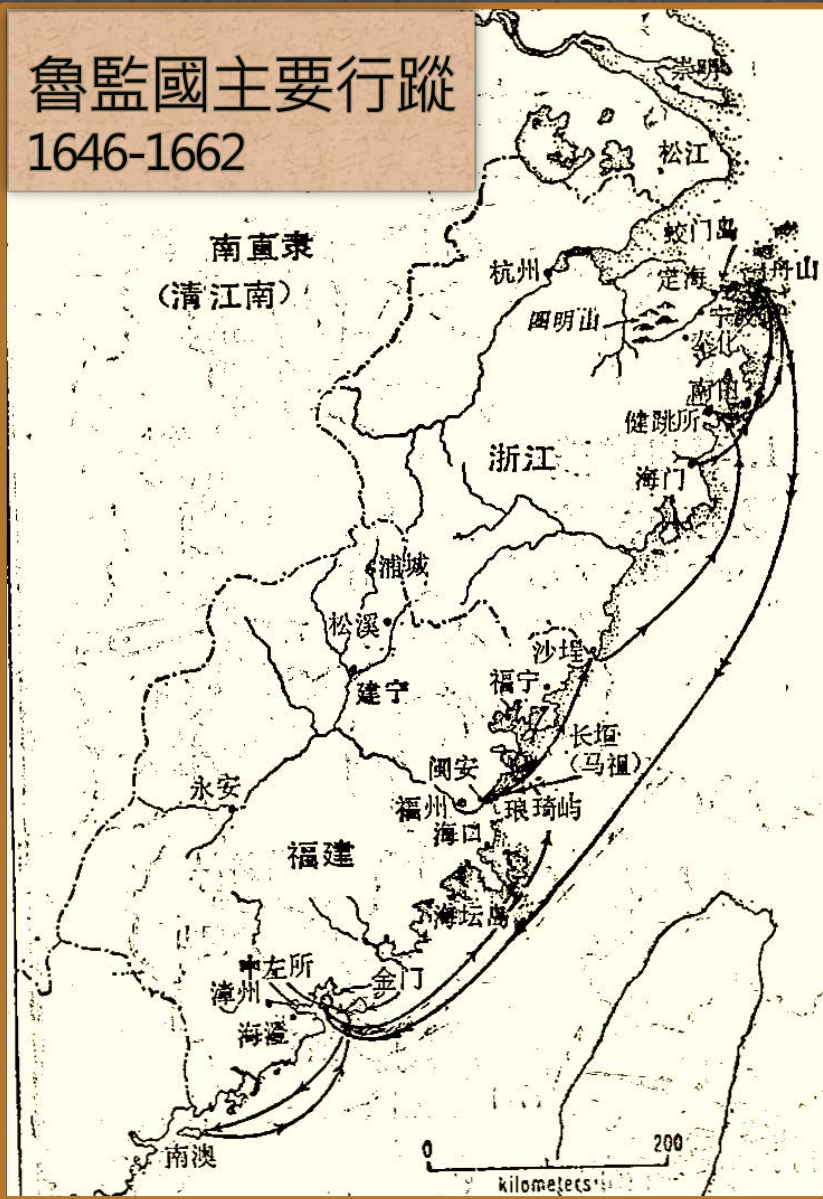 魯監國主要行蹤
1646-1662
崇明
松江
南直隶
(清江南)
杭州
蛟门岛
定海
舟山
宁波
四明山
奉化
南田
健跳所
浙江
海门
浦城
松溪
建宁
沙埕
福宁
长垣
(马祖)
闽安
福州
琅琦屿
海口
永安
福建
海坛岛
中左所
金门
漳州
海澄
南澳
0
200
kilometers